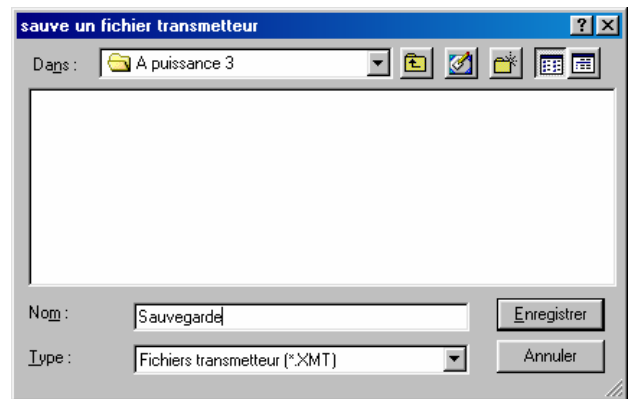 sauve un fichier transmetteur
Dans : A puissance 3
Nom : Sauvegarde Enregistrer
Type : Fichiers transmetteur (*.XMT) Annuler